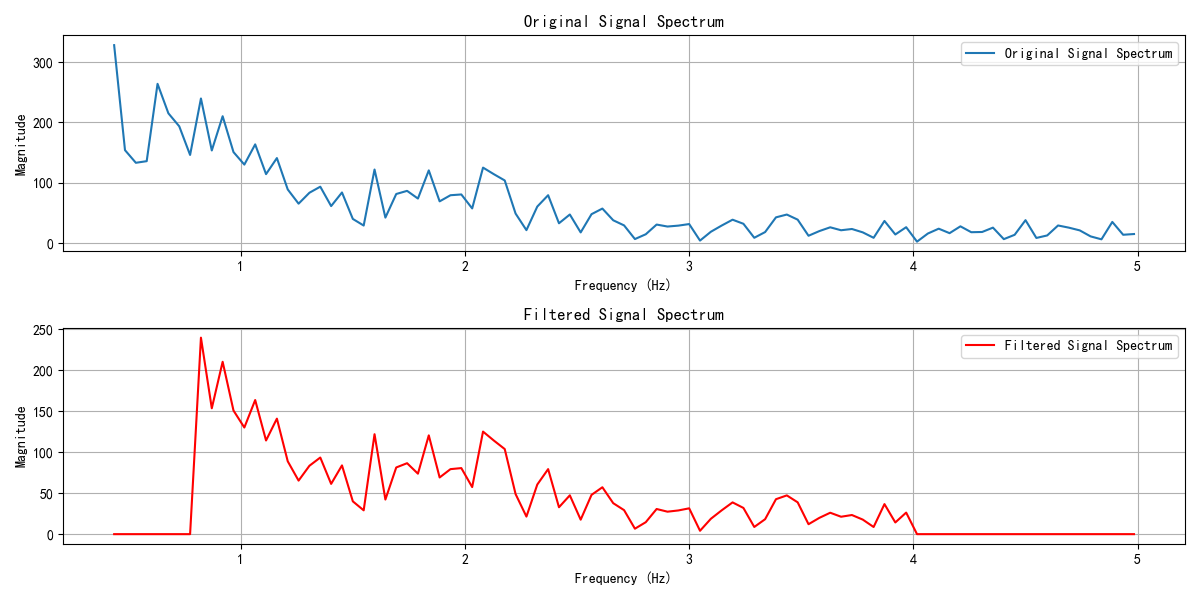 Original Signal Spectrum
Original Signal Spectrum
300
200
100
0
Magnitude
1 2 3 4 5
Frequency (Hz)
Filtered Signal Spectrum
Filtered Signal Spectrum
250
200
150
100
50
0
Magnitude
1 2 3 4 5
Frequency (Hz)